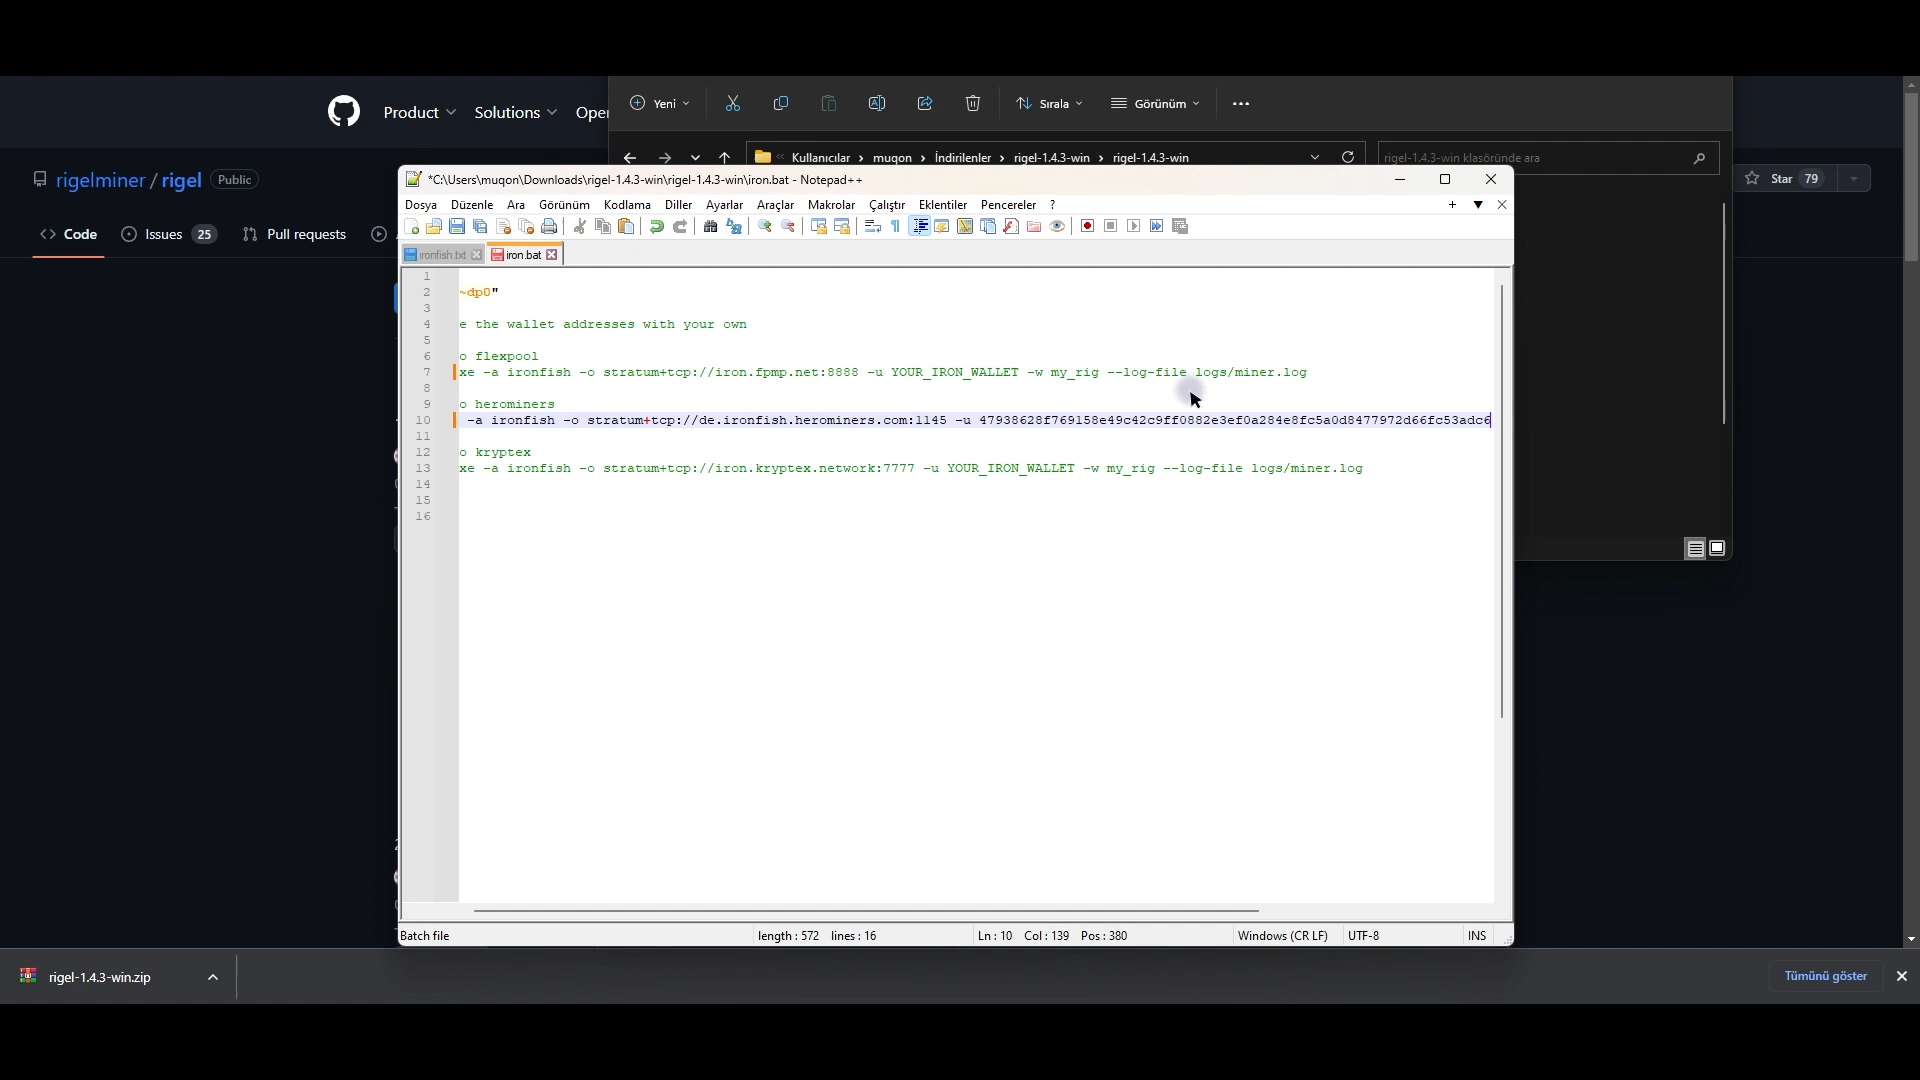 Product
Solutions
Open
Yeni
Sırala
Görünüm
rigelminer / rigel Public
Kullanıcılar > muqon > İndirilenler > rigel-1.4.3-win > rigel-1.4.3-win
rigel-1.4.3-win klasöründe ara
Star 79
Code
Issues 25
Pull requests
*C:\Users\muqon\Downloads\rigel-1.4.3-win\rigel-1.4.3-win\iron.bat - Notepad++
Dosya Düzenle Ara Görünüm Kodlama Diller Ayarlar Araçlar Makrolar Çalıştır Eklentiler Pencereler ?
ironfish.txt
iron.bat
1
2 ~dp0"
3
4 e the wallet addresses with your own
5
6 o flexpool
7 xe -a ironfish -o stratum+tcp://iron.fpmp.net:8888 -u YOUR_IRON_WALLET -w my_rig --log-file logs/miner.log
8
9 o herominers
10 -a ironfish -o stratum+tcp://de.ironfish.herominers.com:1145 -u 47938628f769158e49c42c9ff0882e3ef0a284e8fc5a0d8477972d66fc53adc6
11
12 o kryptex
13 xe -a ironfish -o stratum+tcp://iron.kryptex.network:7777 -u YOUR_IRON_WALLET -w my_rig --log-file logs/miner.log
14
15
16
Batch file
length : 572 lines : 16
Ln : 10 Col : 139 Pos : 380
Windows (CR LF)
UTF-8
INS
rigel-1.4.3-win.zip
Tümünü göster